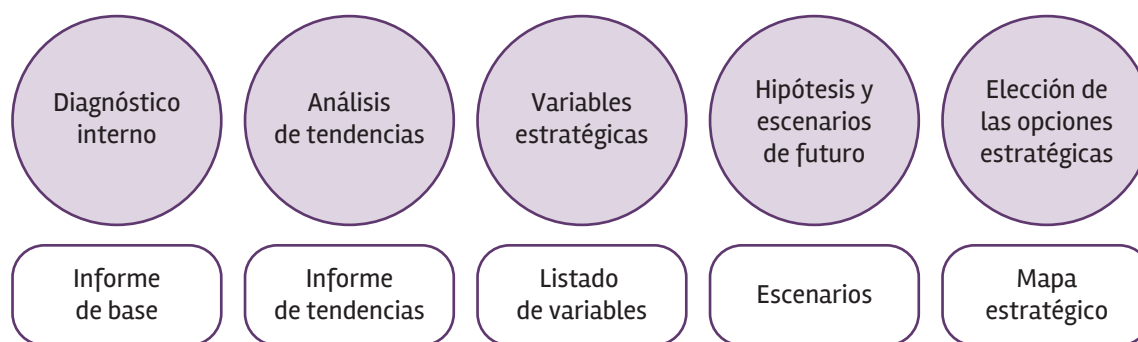 Diagnóstico
interno
Análisis
de tendencias
Variables
estratégicas
Hipótesis y
escenarios
de futuro
Elección de
las opciones
estratégicas
Informe
de base
Informe
de tendencias
Listado
de variables
Escenarios
Mapa
estratégico